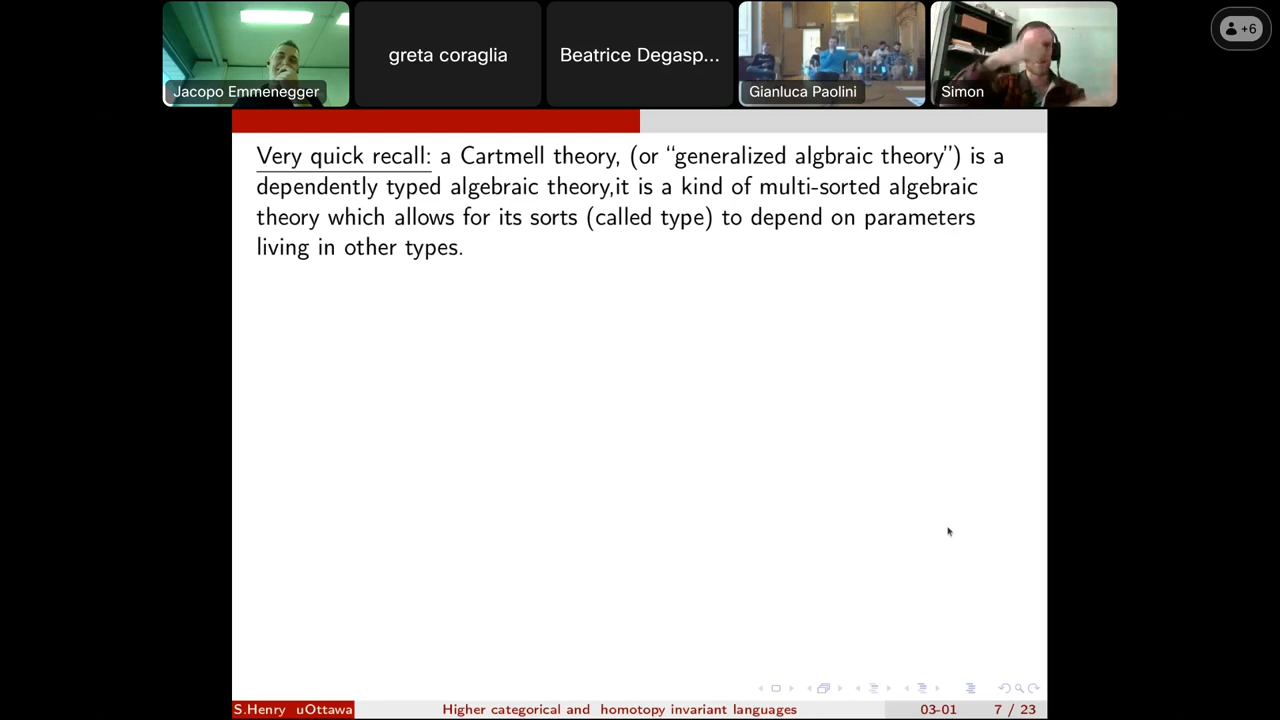 Jacopo Emmenegger
greta coraglia
Beatrice Degasp...
Gianluca Paolini
Simon
+6
Very quick recall: a Cartmell theory, (or “generalized algbraic theory”) is a
dependently typed algebraic theory,it is a kind of multi-sorted algebraic
theory which allows for its sorts (called type) to depend on parameters
living in other types.
S.Henry uOttawa Higher categorical and homotopy invariant languages 03-01 7 / 23